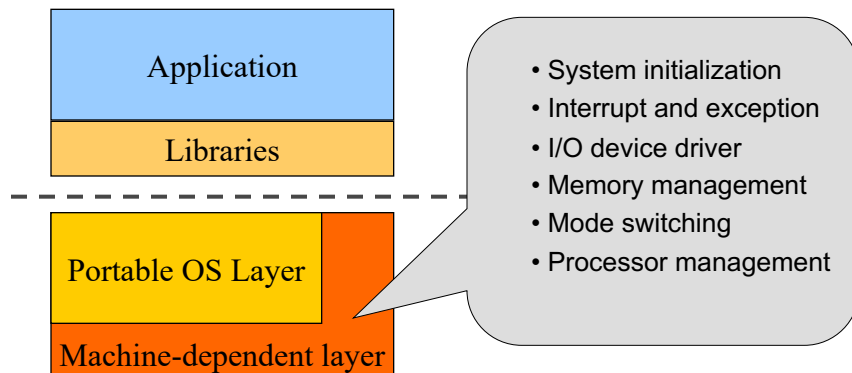 Application
Libraries
Portable OS Layer
Machine-dependent layer
• System initialization
• Interrupt and exception
• I/O device driver
• Memory management
• Mode switching
• Processor management